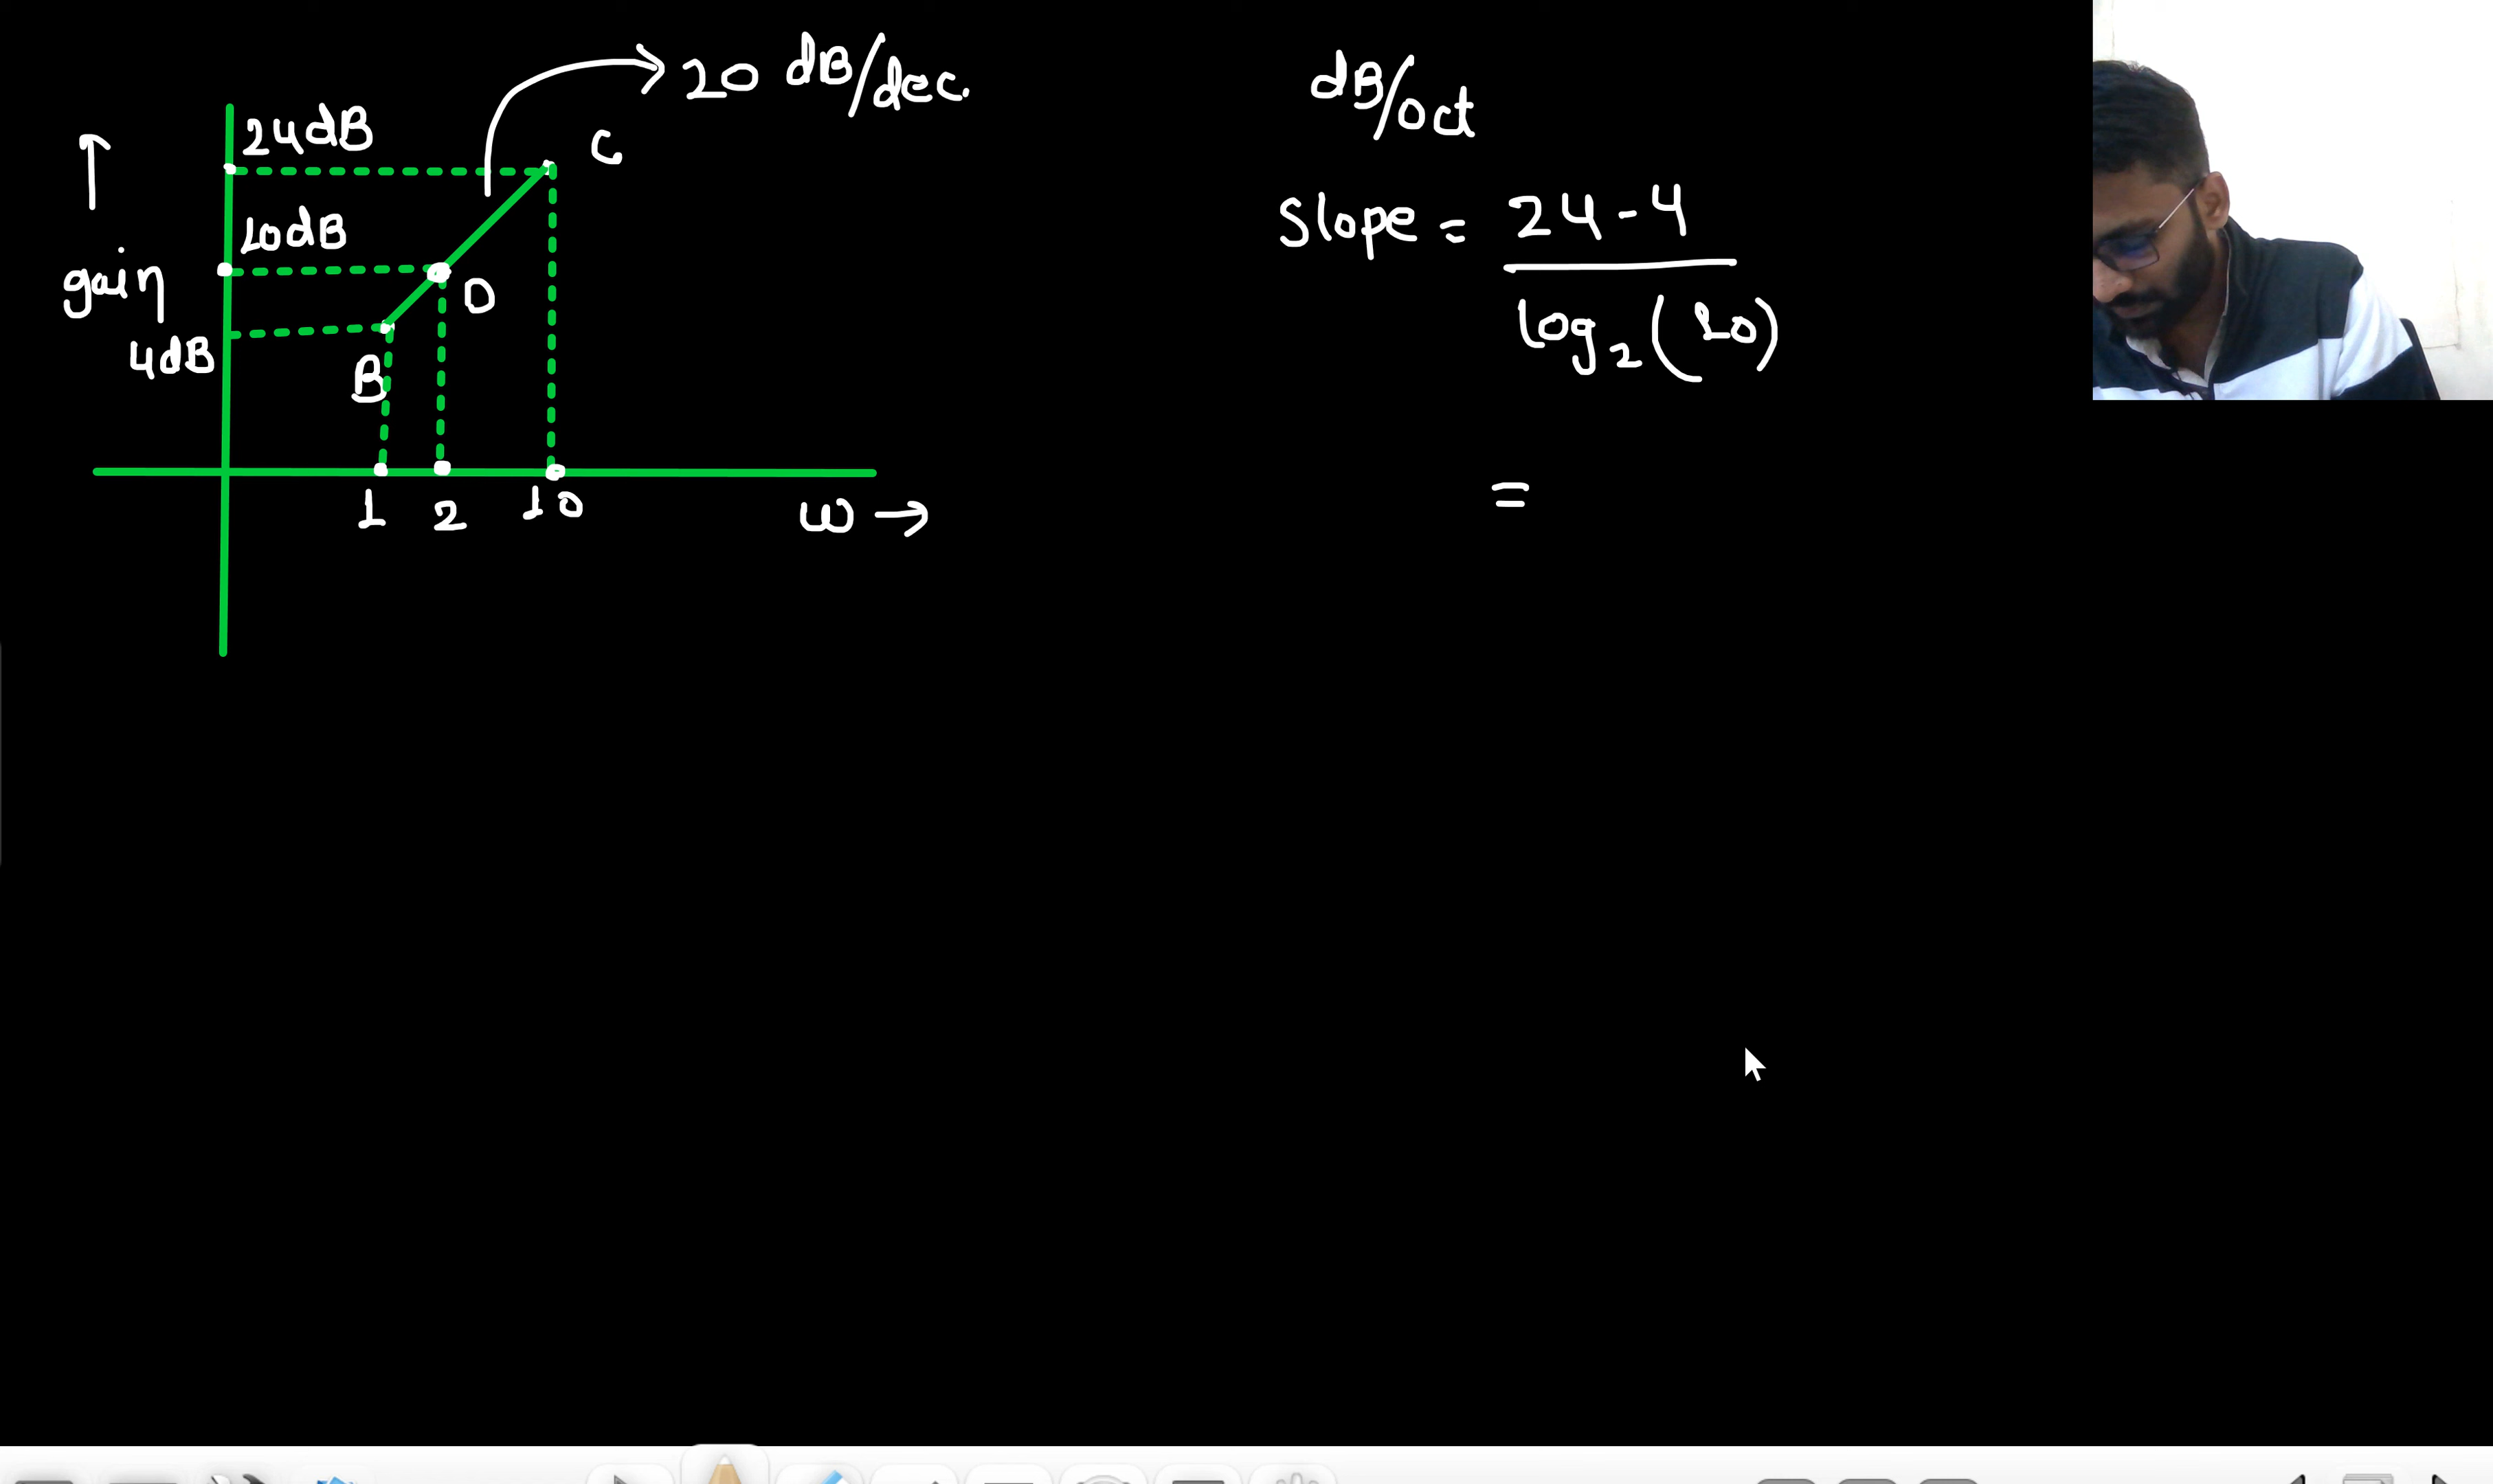 20 dB/dec.
24dB
C
10dB
gain
D
4dB
B
1 2 10
ω →
dB/oct
Slope = 24-4
log₂(10)
=